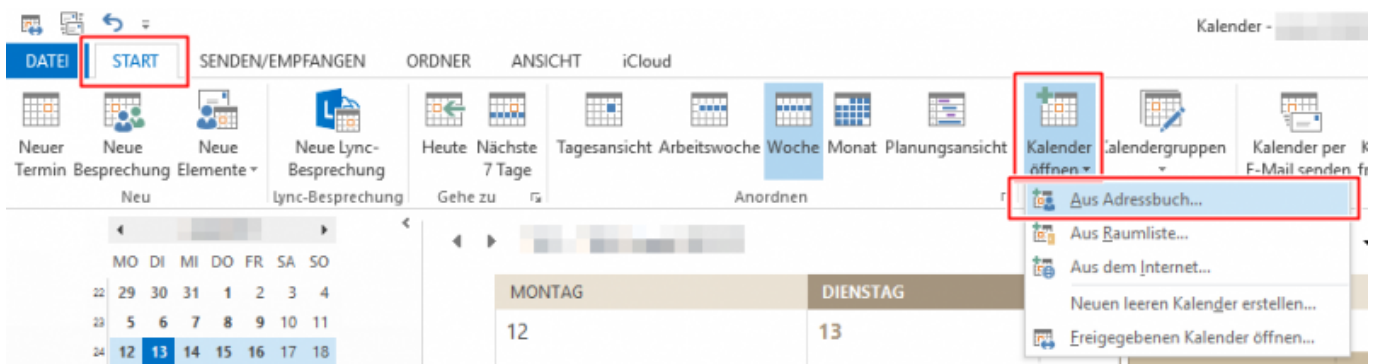 Kalender -
DATEI START SENDEN/EMPFANGEN ORDNER ANSICHT iCloud
Neuer Termin
Neue Besprechung
Neue Elemente
Neue Lync-Besprechung
Heute
Nächste 7 Tage
Tagesansicht Arbeitswoche Woche Monat Planungsansicht
Kalender öffnen
Kalendergruppen
Kalender per E-Mail senden
Neu Lync-Besprechung Gehe zu Anordnen
Aus Adressbuch...
Aus Raumliste...
Aus dem Internet...
Neuen leeren Kalender erstellen...
Freigegebenen Kalender öffnen...
MO DI MI DO FR SA SO
22 29 30 31 1 2 3 4
23 5 6 7 8 9 10 11
24 12 13 14 15 16 17 18
MONTAG DIENSTAG
12 13